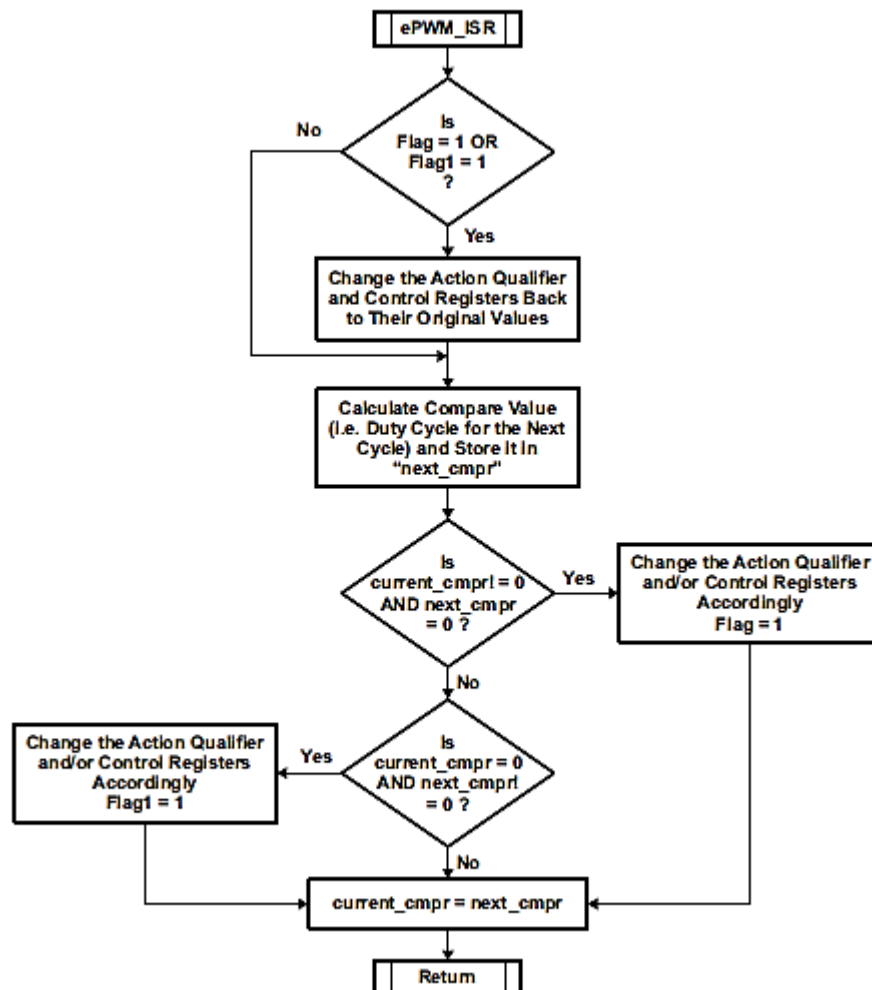 ePWM_ISR
Is
Flag = 1 OR
Flag1 = 1
?
No
Yes
Change the Action Qualifier
and Control Registers Back
to Their Original Values
Calculate Compare Value
(i.e. Duty Cycle for the Next
Cycle) and Store It in
"next_cmpr"
Is
current_cmpr! = 0
AND next_cmpr
= 0 ?
Yes
Change the Action Qualifier
and/or Control Registers
Accordingly
Flag = 1
No
Is
current_cmpr = 0
AND next_cmpr!
= 0 ?
Yes
Change the Action Qualifier
and/or Control Registers
Accordingly
Flag1 = 1
No
current_cmpr = next_cmpr
Return